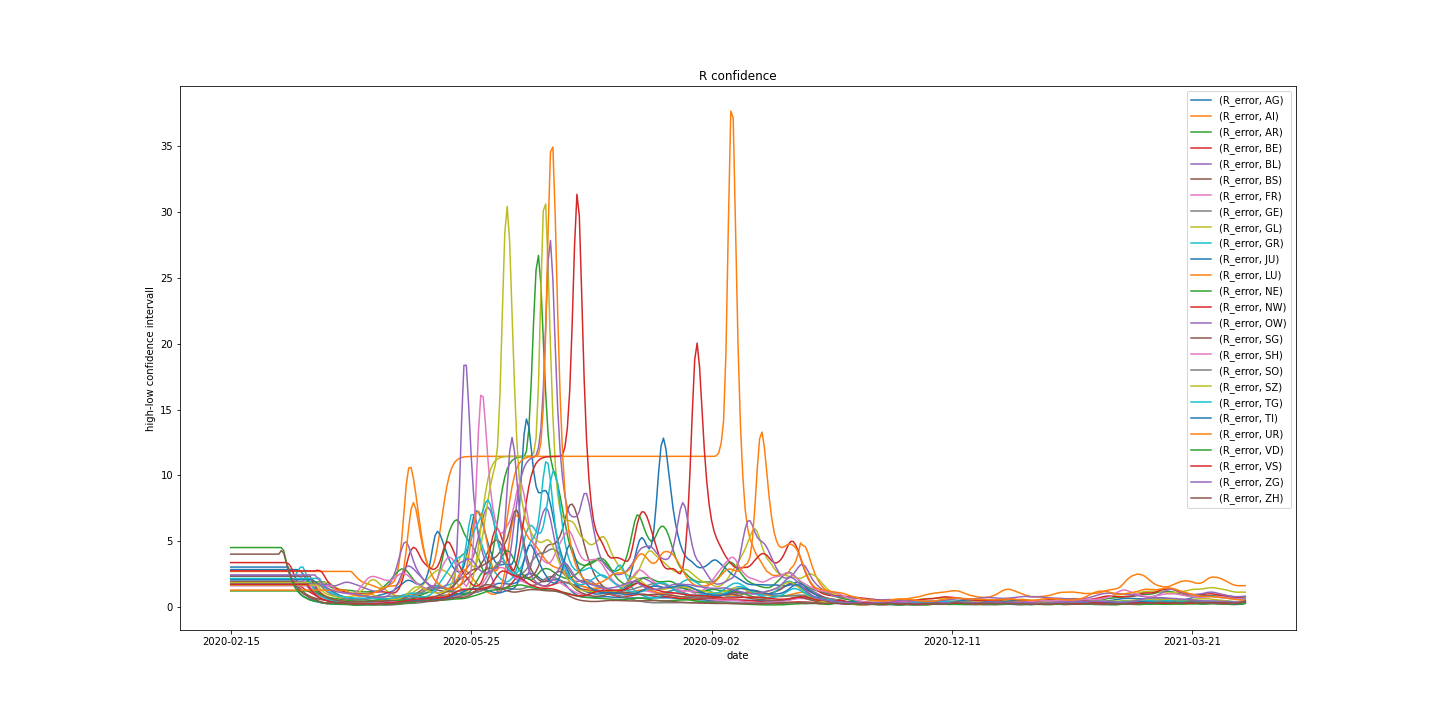 R confidence
high-low confidence intervall
35
30
25
20
15
10
5
0
2020-02-15
2020-05-25
2020-09-02
2020-12-11
2021-03-21
date
(R_error, AG)
(R_error, AI)
(R_error, AR)
(R_error, BE)
(R_error, BL)
(R_error, BS)
(R_error, FR)
(R_error, GE)
(R_error, GL)
(R_error, GR)
(R_error, JU)
(R_error, LU)
(R_error, NE)
(R_error, NW)
(R_error, OW)
(R_error, SG)
(R_error, SH)
(R_error, SO)
(R_error, SZ)
(R_error, TG)
(R_error, TI)
(R_error, UR)
(R_error, VD)
(R_error, VS)
(R_error, ZG)
(R_error, ZH)